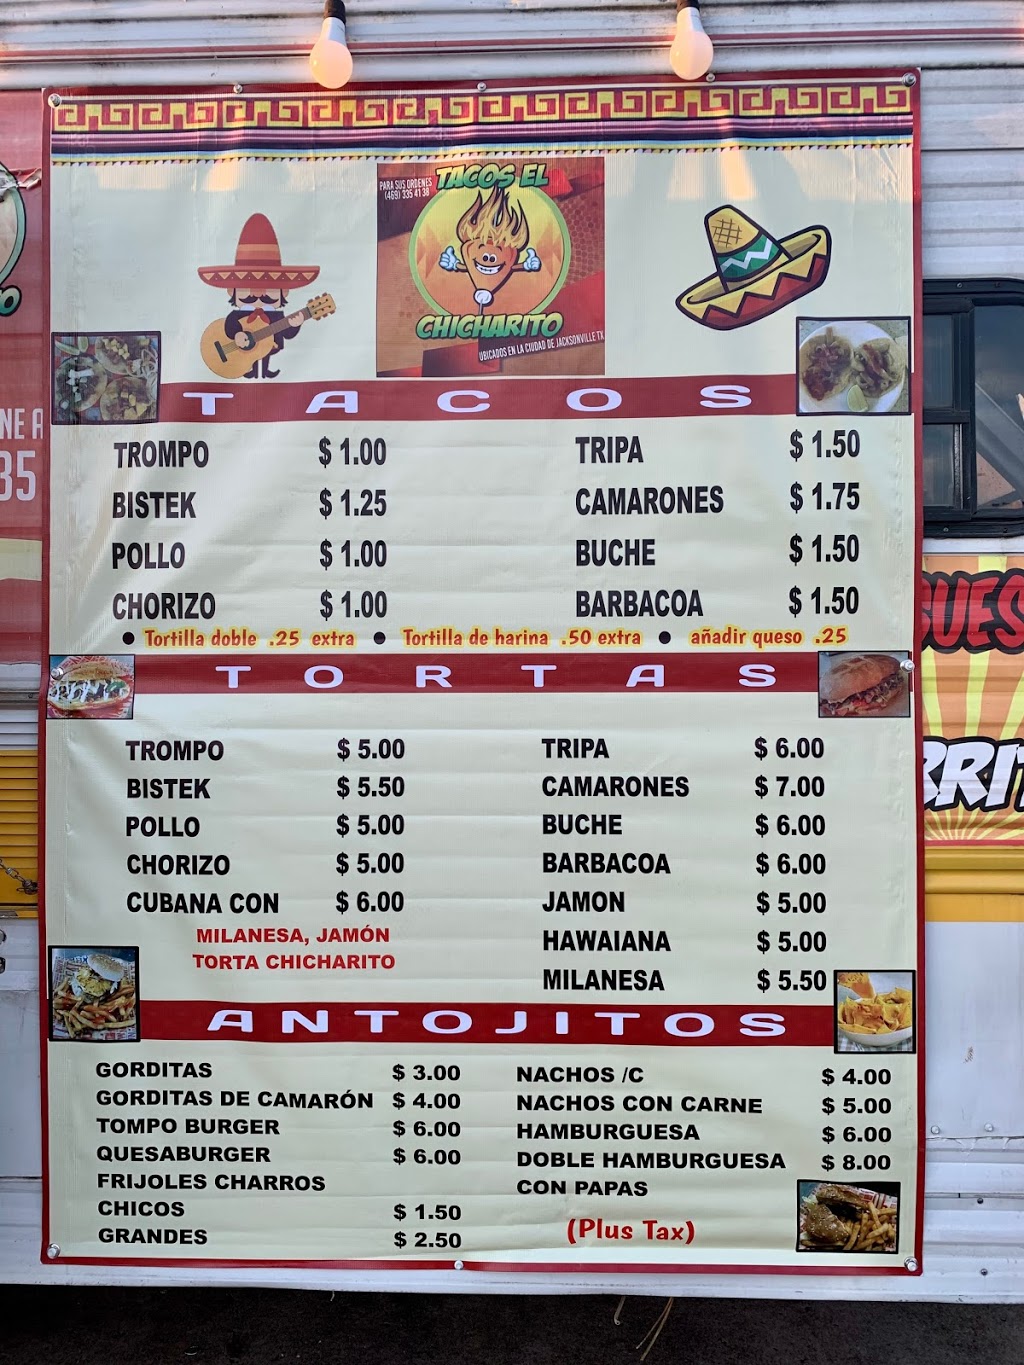 PARA SUS ORDENES
(469) 335 41 38
TACOS EL
CHICHARITO
UBICADOS EN LA CIUDAD DE JACKSONVILLE TX
TACOS
TROMPO $ 1.00
BISTEK $ 1.25
POLLO $ 1.00
CHORIZO $ 1.00
TRIPA $ 1.50
CAMARONES $ 1.75
BUCHE $ 1.50
BARBACOA $ 1.50
• Tortilla doble .25 extra • Tortilla de harina .50 extra • añadir queso .25
TORTAS
TROMPO $ 5.00
BISTEK $ 5.50
POLLO $ 5.00
CHORIZO $ 5.00
CUBANA CON $ 6.00
MILANESA, JAMÓN
TORTA CHICHARITO
TRIPA $ 6.00
CAMARONES $ 7.00
BUCHE $ 6.00
BARBACOA $ 6.00
JAMON $ 5.00
HAWAIANA $ 5.00
MILANESA $ 5.50
ANTOJITOS
GORDITAS $ 3.00
GORDITAS DE CAMARÓN $ 4.00
TOMPO BURGER $ 6.00
QUESABURGER $ 6.00
FRIJOLES CHARROS
CHICOS $ 1.50
GRANDES $ 2.50
NACHOS /C $ 4.00
NACHOS CON CARNE $ 5.00
HAMBURGUESA $ 6.00
DOBLE HAMBURGUESA $ 8.00
CON PAPAS
(Plus Tax)
NE A
35
UES
RRIT